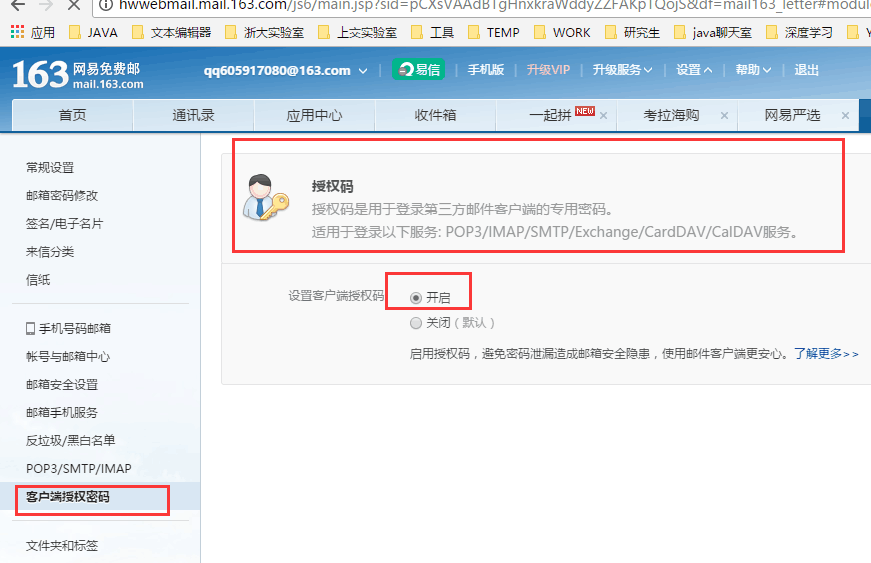 hwwebmail.mail.163.com/js6/main.jsp?sid=pCXsVAAdBTgHnxkraWddyZZFAKpTQojS&df=mail163_letter#modul
应用 JAVA 文本编辑器 浙大实验室 上交实验室 工具 TEMP WORK 研究生 java聊天室 深度学习 Y
163 网易免费邮 mail.163.com qq605917080@163.com 易信 手机版 升级VIP 升级服务 设置 帮助 退出
首页 通讯录 应用中心 收件箱 一起拼 NEW 考拉海购 网易严选
常规设置
邮箱密码修改
签名/电子名片
来信分类
信纸
手机号码邮箱
帐号与邮箱中心
邮箱安全设置
邮箱手机服务
反垃圾/黑白名单
POP3/SMTP/IMAP
客户端授权密码
文件夹和标签
授权码
授权码是用于登录第三方邮件客户端的专用密码。
适用于登录以下服务: POP3/IMAP/SMTP/Exchange/CardDAV/CalDAV服务。
设置客户端授权码 开启
关闭（默认）
启用授权码，避免密码泄漏造成邮箱安全隐患，使用邮件客户端更安心。了解更多>>